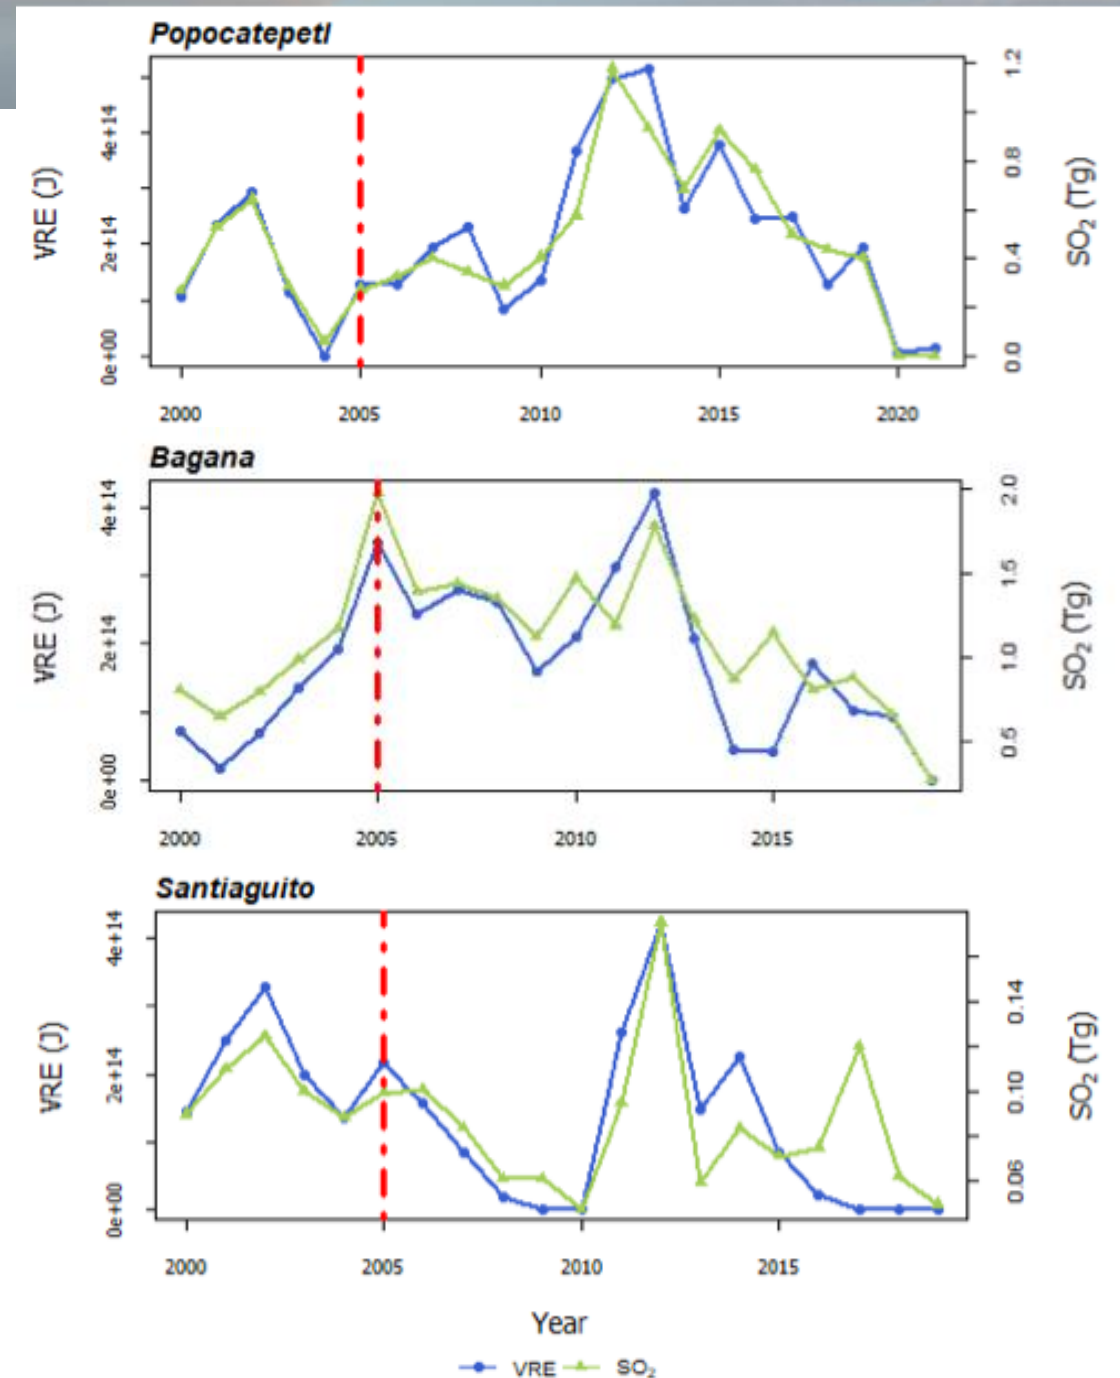 Popocatepetl
VRE (J)
0e+00 2e+14 4e+14
0.0 0.4 0.8 1.2
SO₂ (Tg)
2000 2005 2010 2015 2020
Bagana
VRE (J)
0e+00 2e+14 4e+14
0.5 1.0 1.5 2.0
SO₂ (Tg)
2000 2005 2010 2015
Santiaguito
VRE (J)
0e+00 2e+14 4e+14
0.06 0.10 0.14
SO₂ (Tg)
2000 2005 2010 2015
Year
VRE SO₂